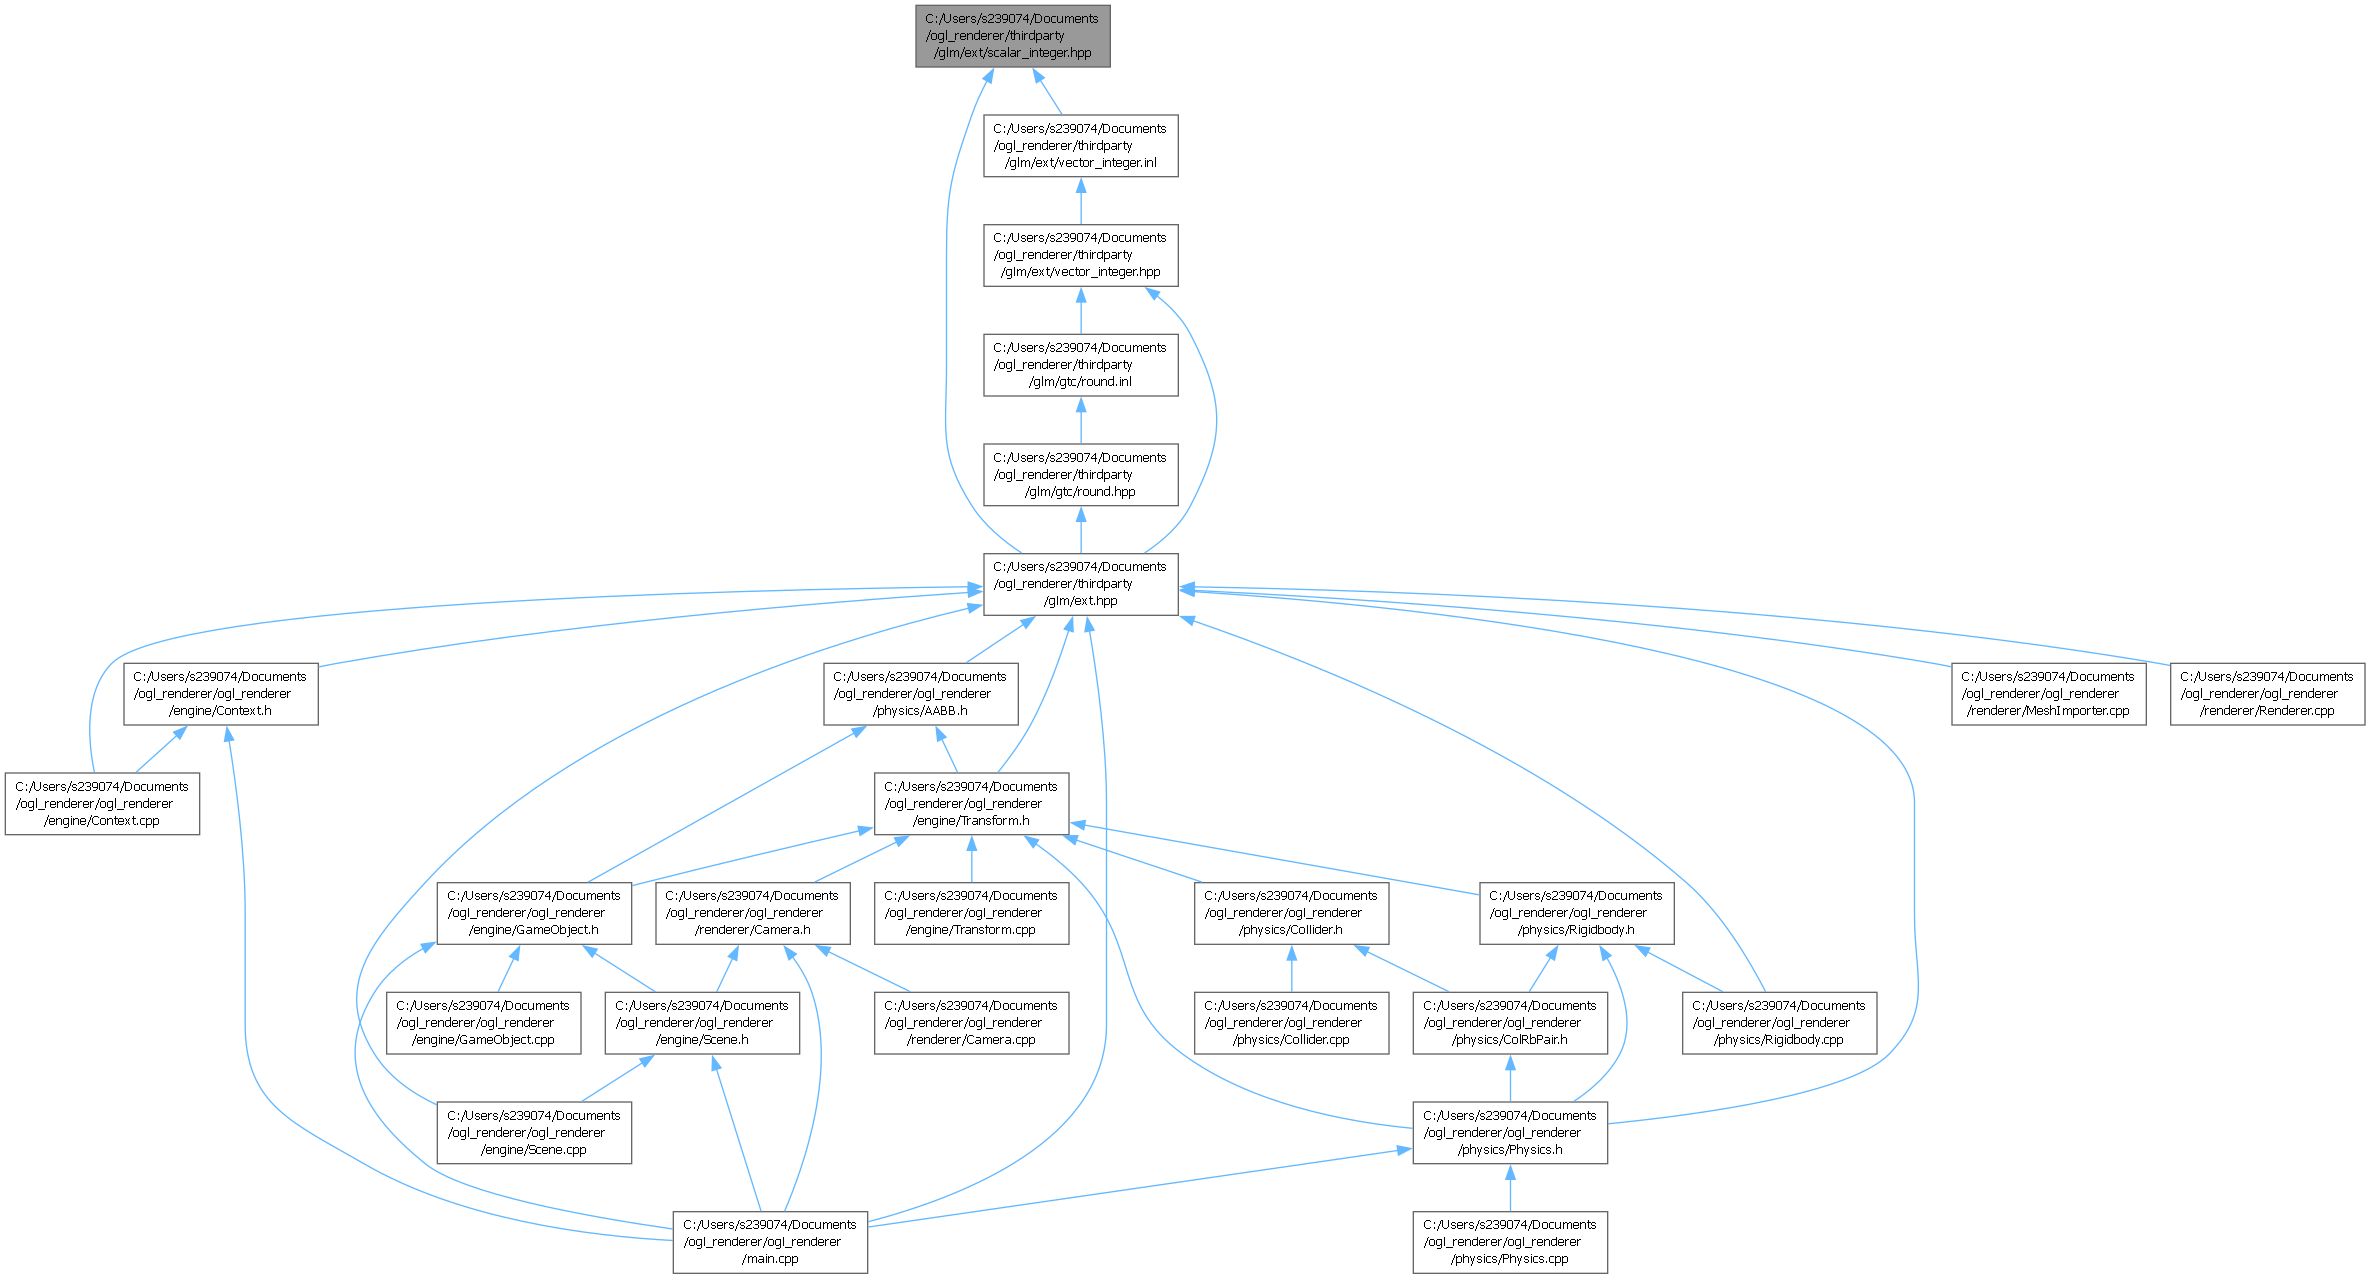 C:/Users/s239074/Documents
/ogl_renderer/thirdparty
/glm/ext/scalar_integer.hpp
C:/Users/s239074/Documents
/ogl_renderer/thirdparty
/glm/ext/vector_integer.inl
C:/Users/s239074/Documents
/ogl_renderer/thirdparty
/glm/ext/vector_integer.hpp
C:/Users/s239074/Documents
/ogl_renderer/thirdparty
/glm/gtc/round.inl
C:/Users/s239074/Documents
/ogl_renderer/thirdparty
/glm/gtc/round.hpp
C:/Users/s239074/Documents
/ogl_renderer/thirdparty
/glm/ext.hpp
C:/Users/s239074/Documents
/ogl_renderer/ogl_renderer
/engine/Context.h
C:/Users/s239074/Documents
/ogl_renderer/ogl_renderer
/physics/AABB.h
C:/Users/s239074/Documents
/ogl_renderer/ogl_renderer
/renderer/MeshImporter.cpp
C:/Users/s239074/Documents
/ogl_renderer/ogl_renderer
/renderer/Renderer.cpp
C:/Users/s239074/Documents
/ogl_renderer/ogl_renderer
/engine/Context.cpp
C:/Users/s239074/Documents
/ogl_renderer/ogl_renderer
/engine/Transform.h
C:/Users/s239074/Documents
/ogl_renderer/ogl_renderer
/engine/GameObject.h
C:/Users/s239074/Documents
/ogl_renderer/ogl_renderer
/renderer/Camera.h
C:/Users/s239074/Documents
/ogl_renderer/ogl_renderer
/engine/Transform.cpp
C:/Users/s239074/Documents
/ogl_renderer/ogl_renderer
/physics/Collider.h
C:/Users/s239074/Documents
/ogl_renderer/ogl_renderer
/physics/Rigidbody.h
C:/Users/s239074/Documents
/ogl_renderer/ogl_renderer
/engine/GameObject.cpp
C:/Users/s239074/Documents
/ogl_renderer/ogl_renderer
/engine/Scene.h
C:/Users/s239074/Documents
/ogl_renderer/ogl_renderer
/renderer/Camera.cpp
C:/Users/s239074/Documents
/ogl_renderer/ogl_renderer
/physics/Collider.cpp
C:/Users/s239074/Documents
/ogl_renderer/ogl_renderer
/physics/ColRbPair.h
C:/Users/s239074/Documents
/ogl_renderer/ogl_renderer
/physics/Rigidbody.cpp
C:/Users/s239074/Documents
/ogl_renderer/ogl_renderer
/engine/Scene.cpp
C:/Users/s239074/Documents
/ogl_renderer/ogl_renderer
/physics/Physics.h
C:/Users/s239074/Documents
/ogl_renderer/ogl_renderer
/main.cpp
C:/Users/s239074/Documents
/ogl_renderer/ogl_renderer
/physics/Physics.cpp